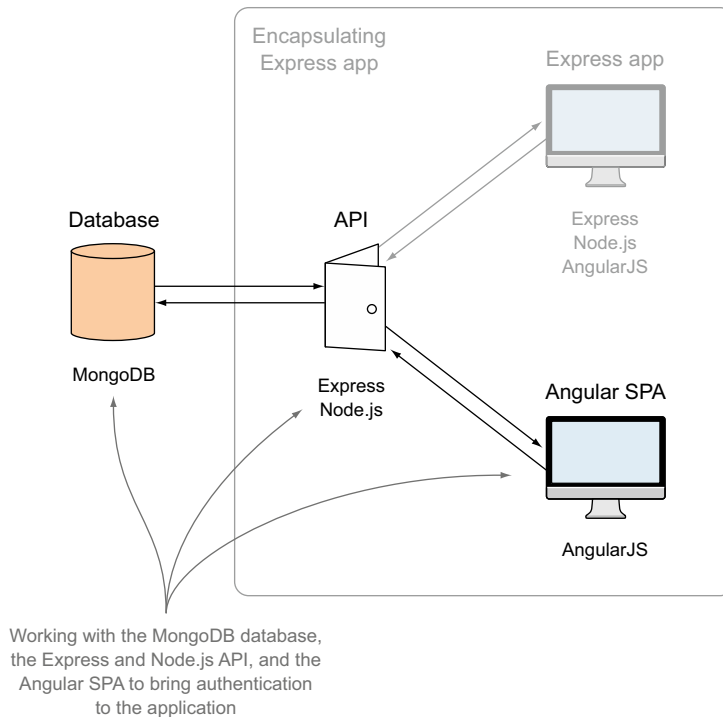 Encapsulating
Express app
Express app
Express
Node.js
AngularJS
Database
API
MongoDB
Express
Node.js
Angular SPA
AngularJS
Working with the MongoDB database,
the Express and Node.js API, and the
Angular SPA to bring authentication
to the application